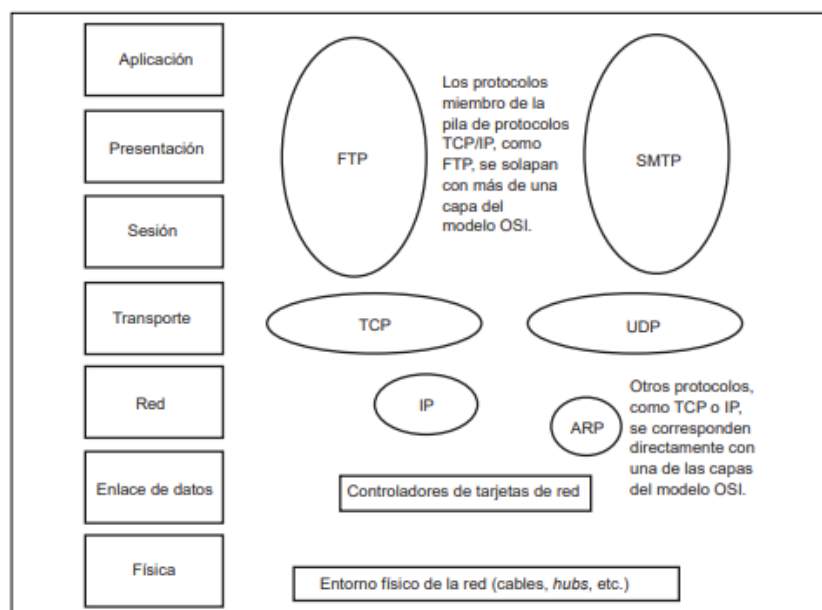 Aplicación
Presentación
Sesión
Transporte
Red
Enlace de datos
Física
FTP
Los protocolos
miembro de la
pila de protocolos
TCP/IP, como
FTP, se solapan
con más de una
capa del
modelo OSI.
SMTP
TCP
UDP
IP
ARP
Otros protocolos,
como TCP o IP,
se corresponden
directamente con
una de las capas
del modelo OSI.
Controladores de tarjetas de red
Entorno físico de la red (cables, hubs, etc.)